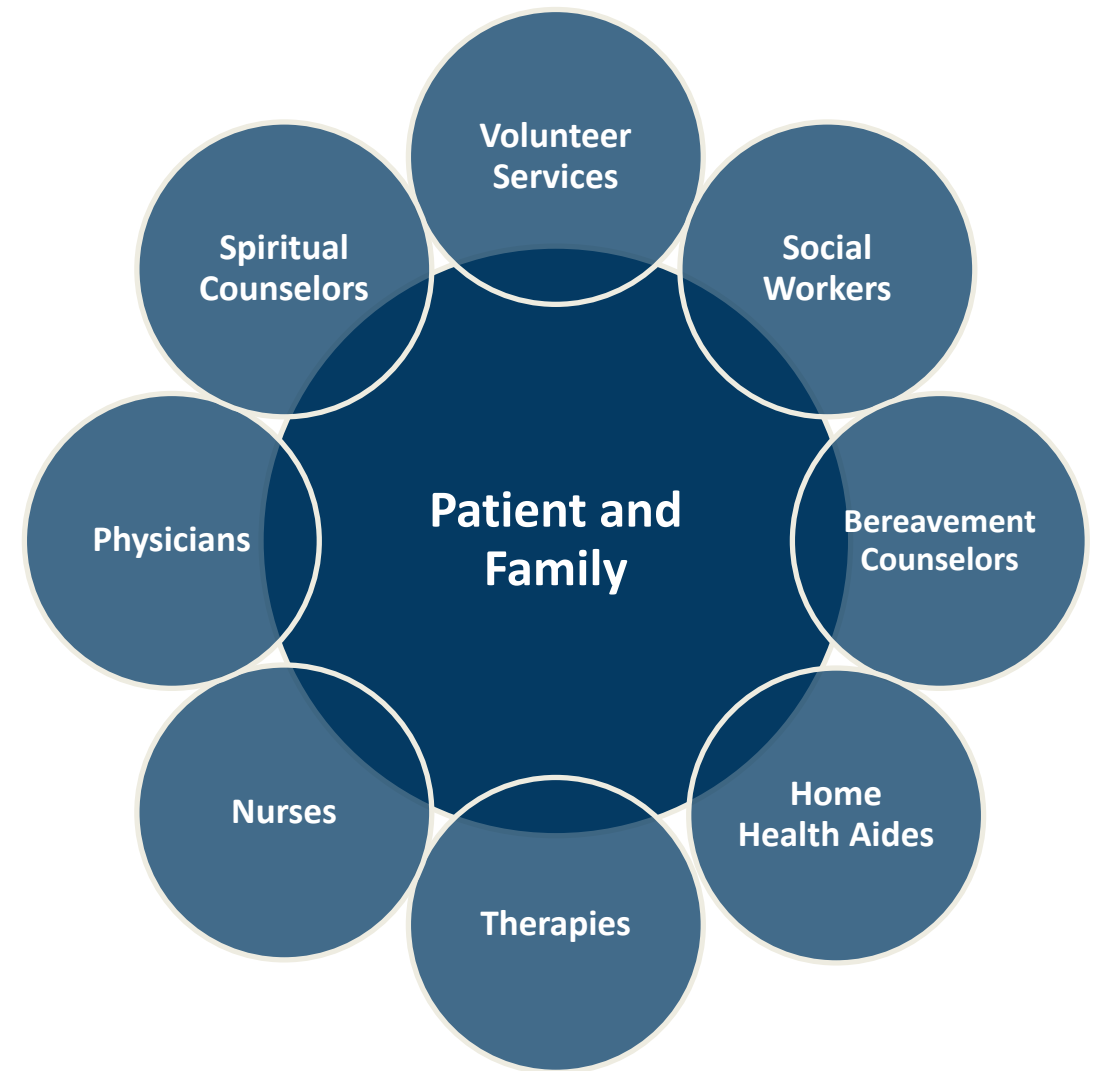 Volunteer
Services
Spiritual
Counselors
Social
Workers
Physicians
Patient and
Family
Bereavement
Counselors
Nurses
Home
Health Aides
Therapies